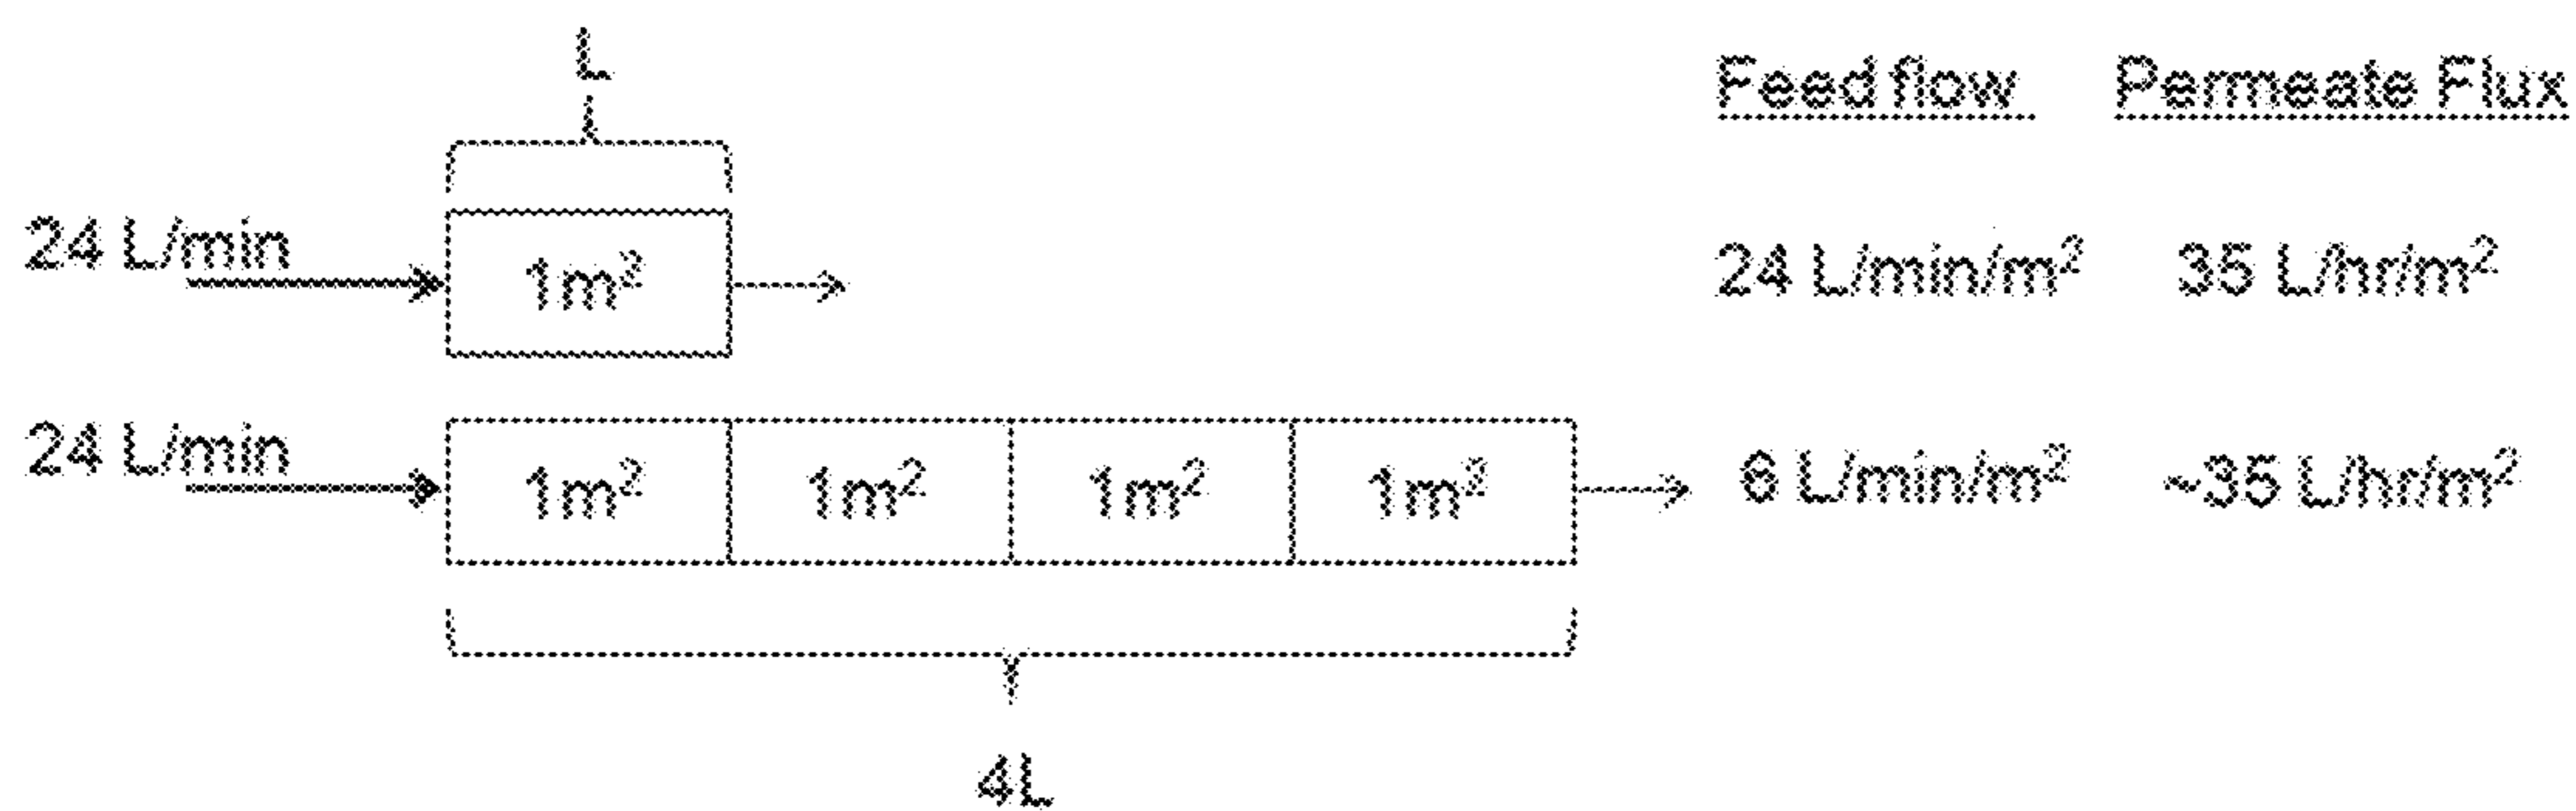 L
Feed flow Permeate Flux
24 L/min 1m² 24 L/min/m² 35 L/hr/m²
24 L/min 1m² 1m² 1m² 1m² 6 L/min/m² ~35 L/hr/m²
4L